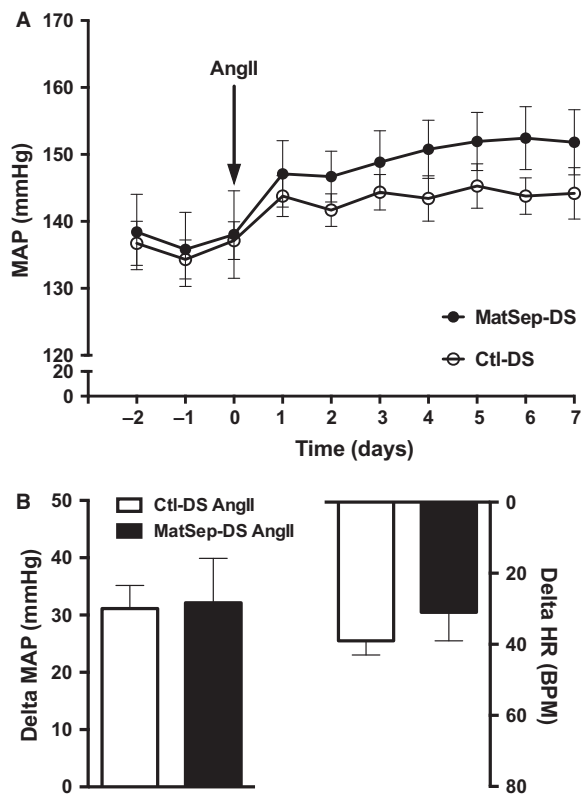 A
170
160
150
140
130
120
20
0
MAP (mmHg)
AngII
MatSep-DS
Ctl-DS
–2 –1 0 1 2 3 4 5 6 7
Time (days)
B
50
40
30
20
10
0
Delta MAP (mmHg)
Ctl-DS AngII
MatSep-DS AngII
0
20
40
60
80
Delta HR (BPM)